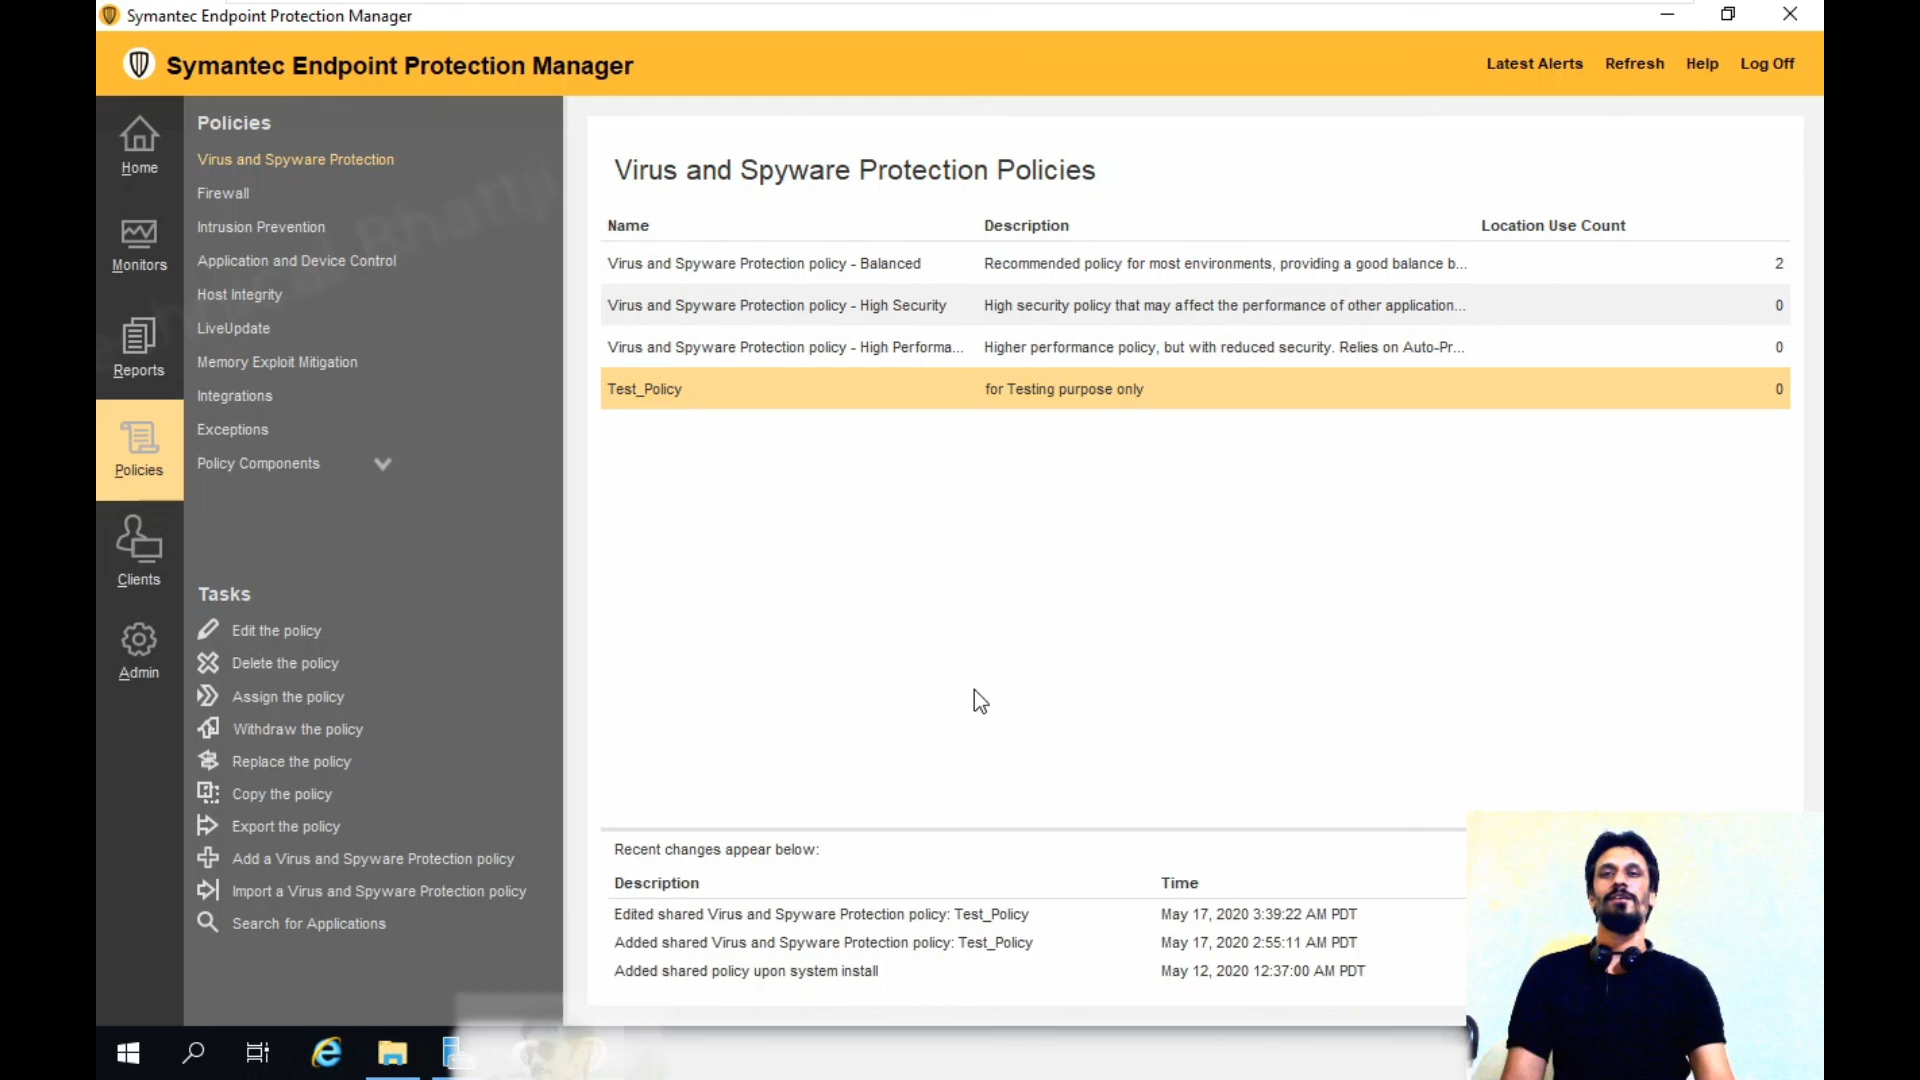 Symantec Endpoint Protection Manager
Symantec Endpoint Protection Manager
Latest Alerts Refresh Help Log Off
Home
Monitors
Reports
Policies
Clients
Admin
Policies
Virus and Spyware Protection
Firewall
Intrusion Prevention
Application and Device Control
Host Integrity
LiveUpdate
Memory Exploit Mitigation
Integrations
Exceptions
Policy Components
Tasks
Edit the policy
Delete the policy
Assign the policy
Withdraw the policy
Replace the policy
Copy the policy
Export the policy
Add a Virus and Spyware Protection policy
Import a Virus and Spyware Protection policy
Search for Applications
Virus and Spyware Protection Policies
Name Description Location Use Count
Virus and Spyware Protection policy - Balanced Recommended policy for most environments, providing a good balance b... 2
Virus and Spyware Protection policy - High Security High security policy that may affect the performance of other application... 0
Virus and Spyware Protection policy - High Performa... Higher performance policy, but with reduced security. Relies on Auto-Pr... 0
Test_Policy for Testing purpose only 0
Recent changes appear below:
Description Time
Edited shared Virus and Spyware Protection policy: Test_Policy May 17, 2020 3:39:22 AM PDT
Added shared Virus and Spyware Protection policy: Test_Policy May 17, 2020 2:55:11 AM PDT
Added shared policy upon system install May 12, 2020 12:37:00 AM PDT